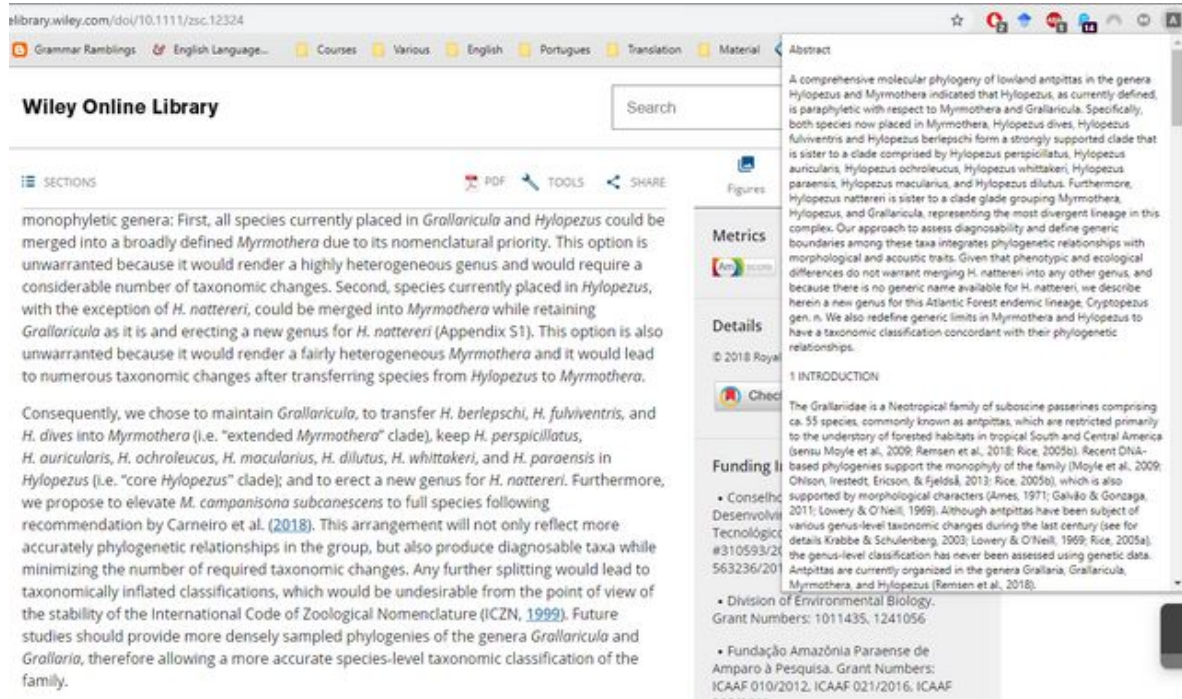 elibrary.wiley.com/doi/10.1111/zsc.12324
Grammar Ramblings English Language... Courses Various English Portugues Translation Material
Wiley Online Library
Search
SECTIONS
PDF TOOLS SHARE
Figures
monophyletic genera: First, all species currently placed in Grallaricula and Hylopezus could be
merged into a broadly defined Myrmothera due to its nomenclatural priority. This option is
unwarranted because it would render a highly heterogeneous genus and would require a
considerable number of taxonomic changes. Second, species currently placed in Hylopezus,
with the exception of H. nattereri, could be merged into Myrmothera while retaining
Grallaricula as it is and erecting a new genus for H. nattereri (Appendix S1). This option is also
unwarranted because it would render a fairly heterogeneous Myrmothera and it would lead
to numerous taxonomic changes after transferring species from Hylopezus to Myrmothera.
Consequently, we chose to maintain Grallaricula, to transfer H. berlepschi, H. fulviventris, and
H. dives into Myrmothera (i.e. "extended Myrmothera" clade), keep H. perspicillatus,
H. auricularis, H. ochroleucus, H. macularius, H. dilutus, H. whittakeri, and H. paraensis in
Hylopezus (i.e. "core Hylopezus" clade); and to erect a new genus for H. nattereri. Furthermore,
we propose to elevate M. campanisona subcanescens to full species following
recommendation by Carneiro et al. (2018). This arrangement will not only reflect more
accurately phylogenetic relationships in the group, but also produce diagnosable taxa while
minimizing the number of required taxonomic changes. Any further splitting would lead to
taxonomically inflated classifications, which would be undesirable from the point of view of
the stability of the International Code of Zoological Nomenclature (ICZN, 1999). Future
studies should provide more densely sampled phylogenies of the genera Grallaricula and
Grallaria, therefore allowing a more accurate species-level taxonomic classification of the
family.
Metrics
Am score
Details
© 2018 Royal
Chec
Funding I
• Conselho
Desenvolvi
Tecnológico
#310593/20
563236/201
• Division of Environmental Biology.
Grant Numbers: 1011435, 1241056
• Fundação Amazônia Paraense de
Amparo à Pesquisa. Grant Numbers:
ICAAF 010/2012, ICAAF 021/2016, ICAAF
Abstract
A comprehensive molecular phylogeny of lowland antpittas in the genera
Hylopezus and Myrmothera indicated that Hylopezus, as currently defined,
is paraphyletic with respect to Myrmothera and Grallaricula. Specifically,
both species now placed in Myrmothera, Hylopezus dives, Hylopezus
fulviventris and Hylopezus berlepschi form a strongly supported clade that
is sister to a clade comprised by Hylopezus perspicillatus, Hylopezus
auricularis, Hylopezus ochroleucus, Hylopezus whittakeri, Hylopezus
paraensis, Hylopezus macularius, and Hylopezus dilutus. Furthermore,
Hylopezus nattereri is sister to a clade glade grouping Myrmothera,
Hylopezus, and Grallaricula, representing the most divergent lineage in this
complex. Our approach to assess diagnosability and define generic
boundaries among these taxa integrates phylogenetic relationships with
morphological and acoustic traits. Given that phenotypic and ecological
differences do not warrant merging H. nattereri into any other genus, and
because there is no generic name available for H. nattereri, we describe
herein a new genus for this Atlantic Forest endemic lineage, Cryptopezus
gen. n. We also redefine generic limits in Myrmothera and Hylopezus to
have a taxonomic classification concordant with their phylogenetic
relationships.
1 INTRODUCTION
The Grallariidae is a Neotropical family of suboscine passerines comprising
ca. 55 species, commonly known as antpittas, which are restricted primarily
to the understory of forested habitats in tropical South and Central America
(sensu Moyle et al., 2009; Remsen et al., 2018; Rice, 2005b). Recent DNA-
based phylogenies support the monophyly of the family (Moyle et al., 2009;
Ohlson, Irestedt, Ericson, & Fjeldså, 2013; Rice, 2005b), which is also
supported by morphological characters (Ames, 1971; Galvão & Gonzaga,
2011; Lowery & O'Neill, 1969). Although antpittas have been subject of
various genus-level taxonomic changes during the last century (see for
details Krabbe & Schulenberg, 2003; Lowery & O'Neill, 1969; Rice, 2005a),
the genus-level classification has never been assessed using genetic data.
Antpittas are currently organized in the genera Grallaria, Grallaricula,
Myrmothera, and Hylopezus (Remsen et al., 2018).